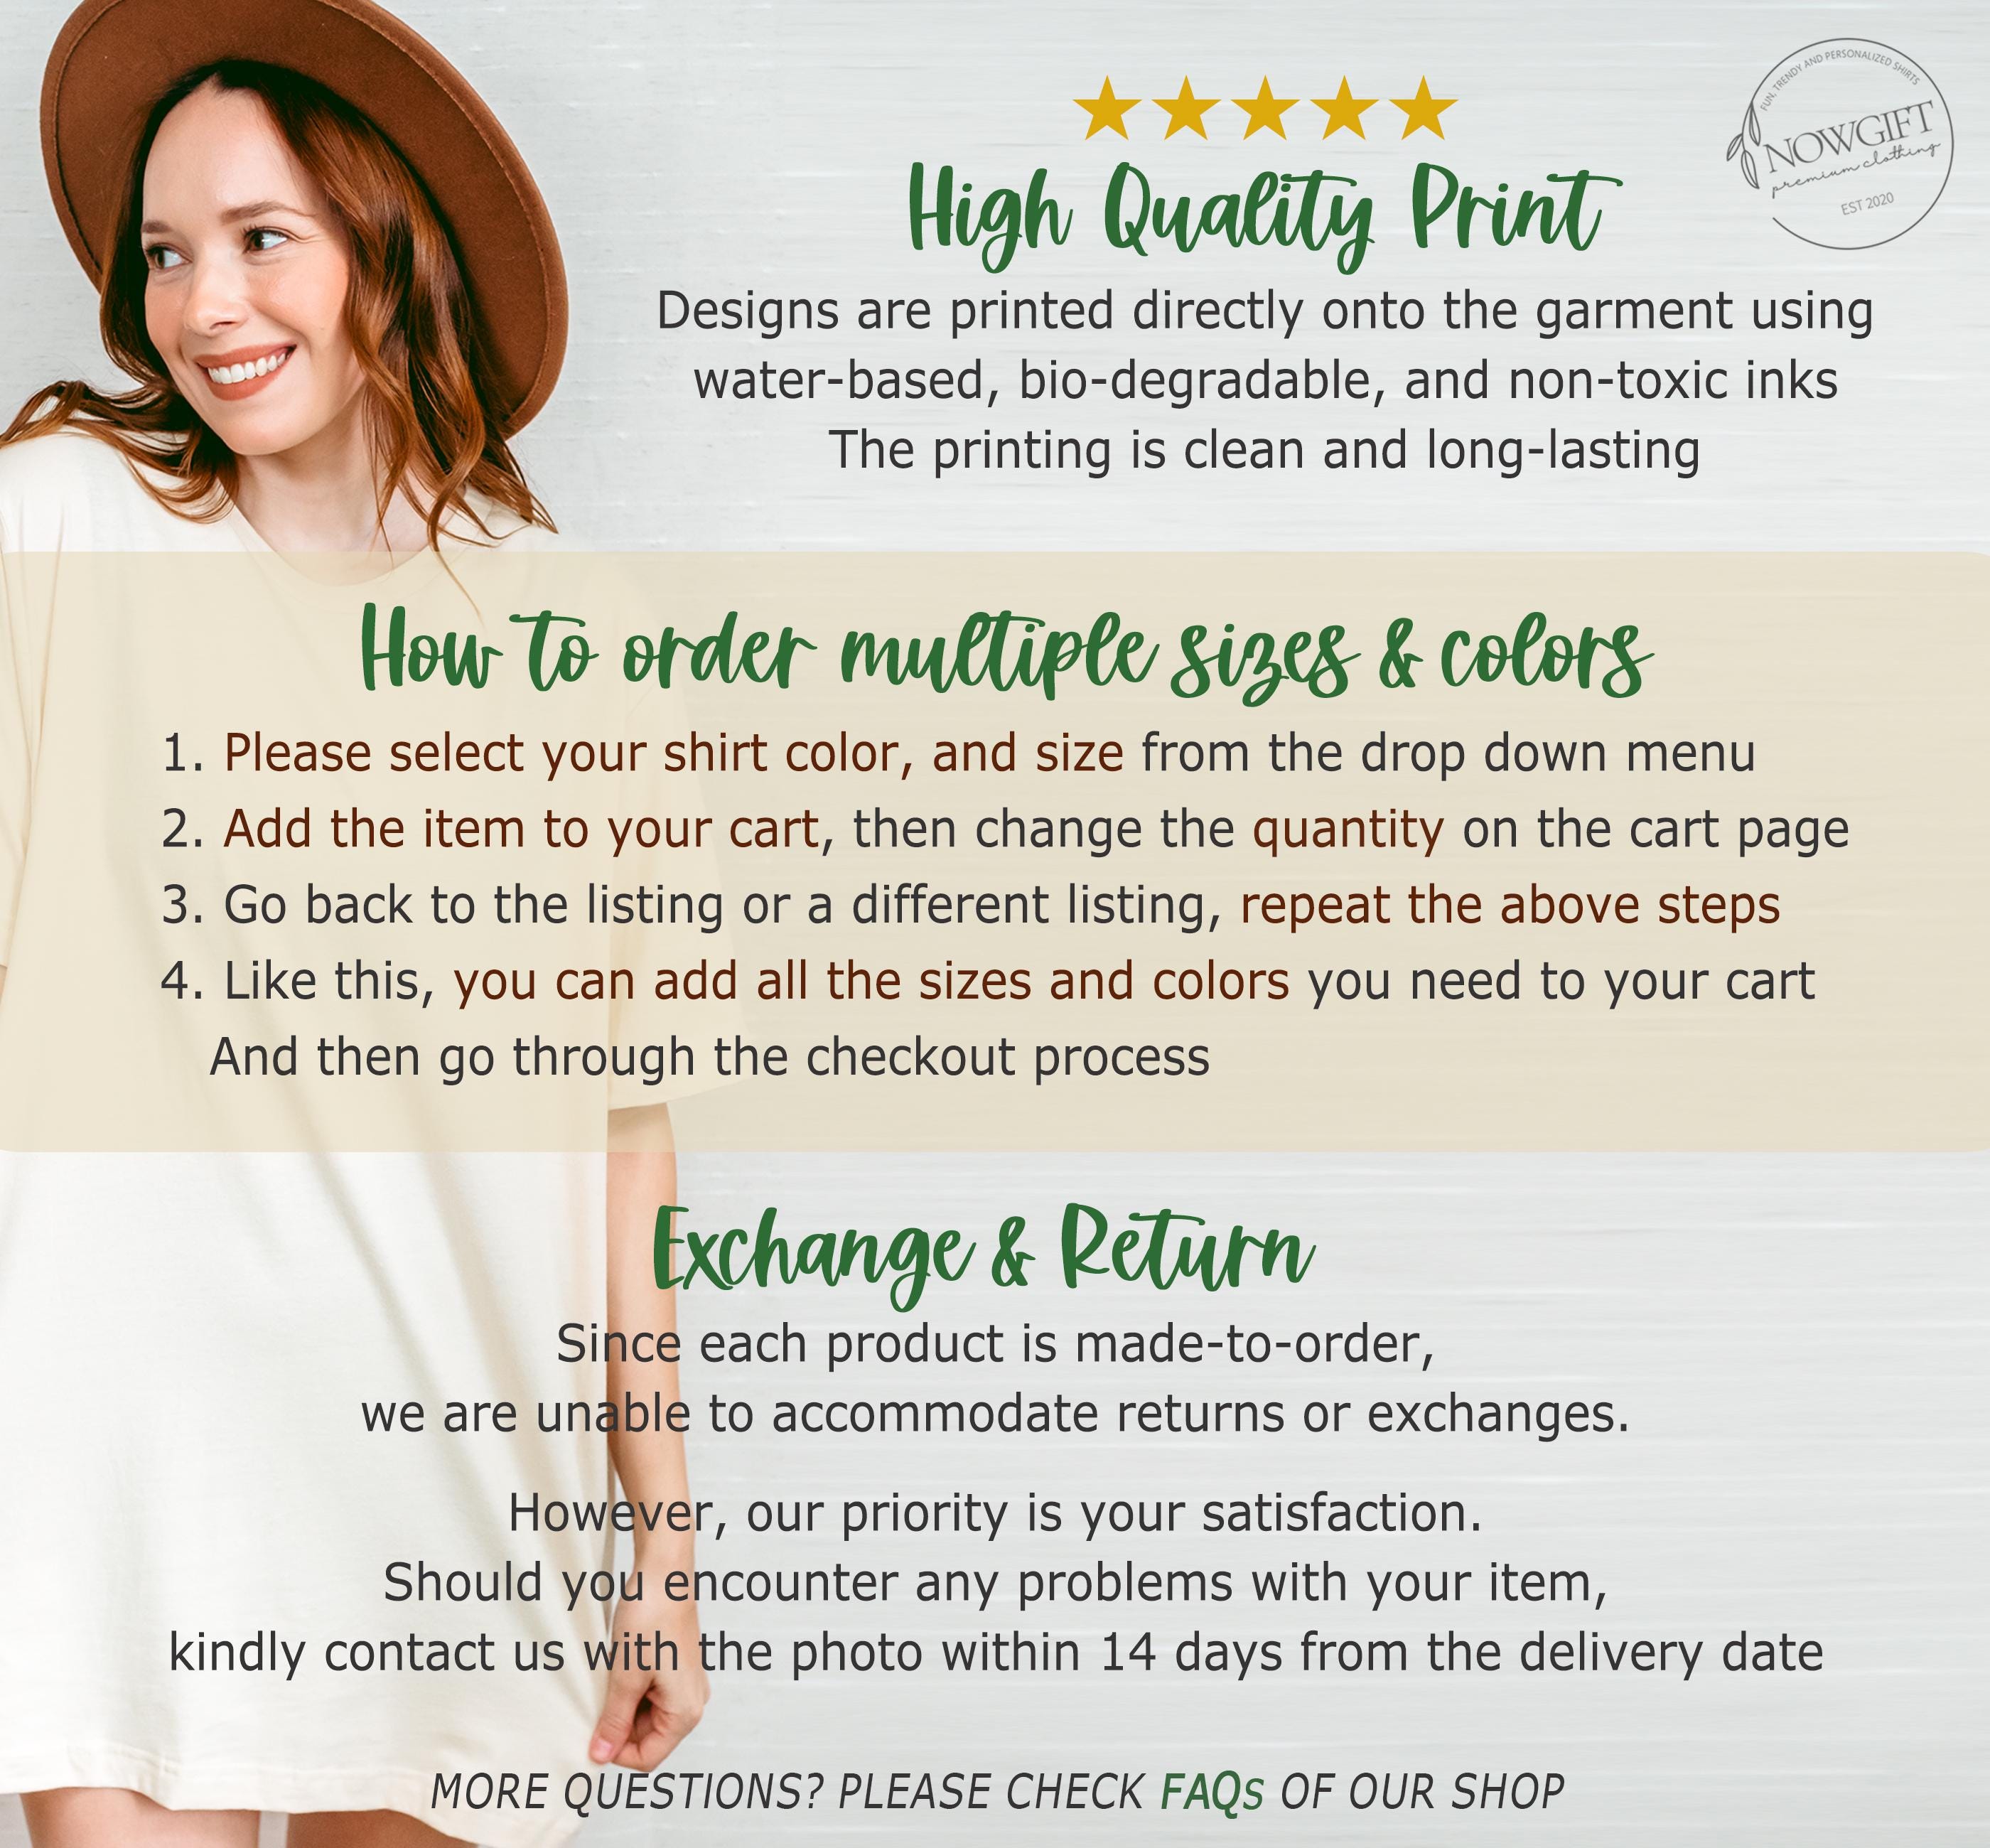 FUN, TRENDY AND PERSONALIZED SHIRTS
NOWGIFT
premium clothing
EST 2020
High Quality Print
Designs are printed directly onto the garment using
water-based, bio-degradable, and non-toxic inks
The printing is clean and long-lasting
How to order multiple sizes & colors
1. Please select your shirt color, and size from the drop down menu
2. Add the item to your cart, then change the quantity on the cart page
3. Go back to the listing or a different listing, repeat the above steps
4. Like this, you can add all the sizes and colors you need to your cart
And then go through the checkout process
Exchange & Return
Since each product is made-to-order,
we are unable to accommodate returns or exchanges.
However, our priority is your satisfaction.
Should you encounter any problems with your item,
kindly contact us with the photo within 14 days from the delivery date
MORE QUESTIONS? PLEASE CHECK FAQs OF OUR SHOP